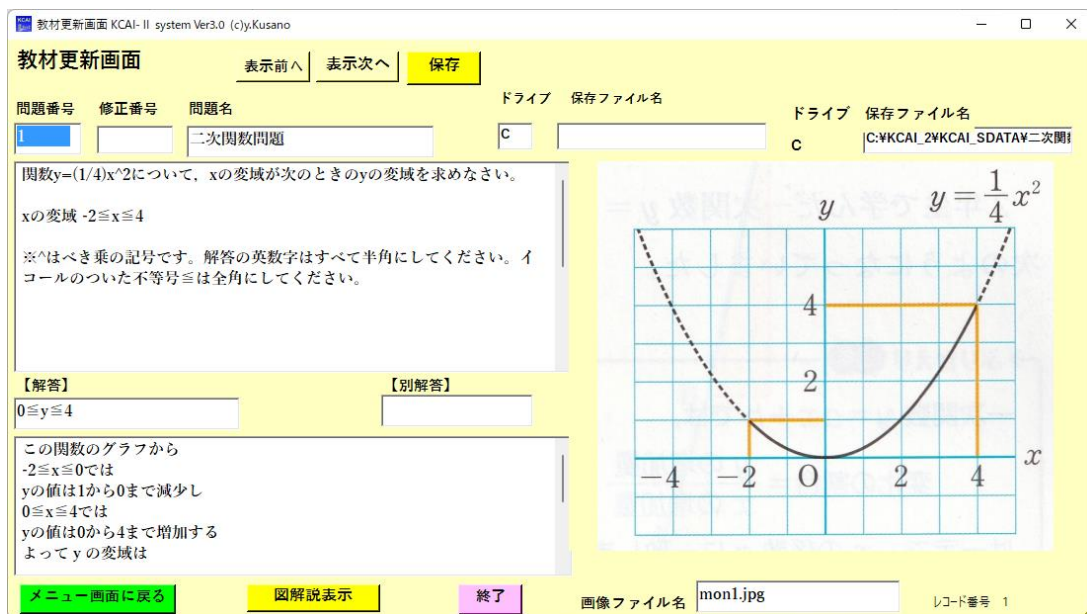 教材更新画面 KCAI-Ⅱ system Ver3.0 (c)y.Kusano
教材更新画面
表示前へ 表示次へ 保存
問題番号 修正番号 問題名 ドライブ 保存ファイル名 ドライブ 保存ファイル名
1 二次関数問題 C C C:¥KCAI_2¥KCAI_SDATA¥二次関
関数y=(1/4)x^2について，xの変域が次のときのyの変域を求めなさい。
xの変域 -2≦x≦4
※^はべき乗の記号です。解答の英数字はすべて半角にしてください。イ
コールのついた不等号≦は全角にしてください。
【解答】 【別解答】
0≦y≦4
この関数のグラフから
-2≦x≦0では
yの値は1から0まで減少し
0≦x≦4では
yの値は0から4まで増加する
よって y の変域は
y
y = 1/4 x²
4
2
-4 -2 O 2 4 x
メニュー画面に戻る 図解説表示 終了 画像ファイル名 mon1.jpg レコード番号 1